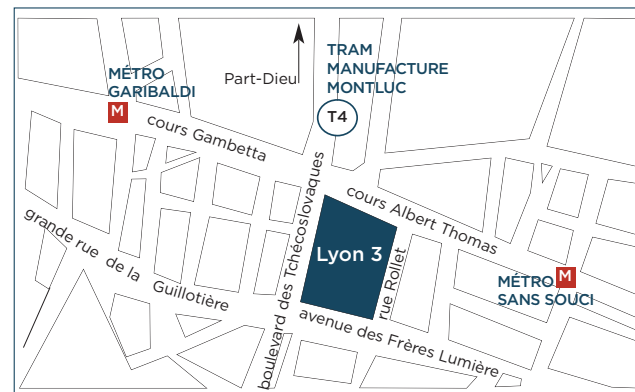 MÉTRO
GARIBALDI
M
Part-Dieu
TRAM
MANUFACTURE
MONTLUC
T4
cours Gambetta
cours Albert Thomas
grande rue de la Guillotière
boulevard des Tchécoslovaques
Lyon 3
rue Rollet
MÉTRO
SANS SOUCI
M
avenue des Frères Lumière